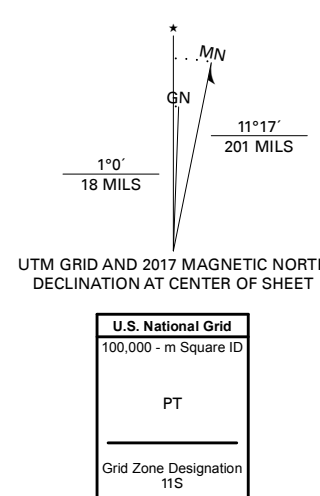 ★
MN
GN
11°17´
201 MILS
1°0´
18 MILS
UTM GRID AND 2017 MAGNETIC NORT
DECLINATION AT CENTER OF SHEET
U.S. National Grid
100,000 - m Square ID
PT
Grid Zone Designation
11S